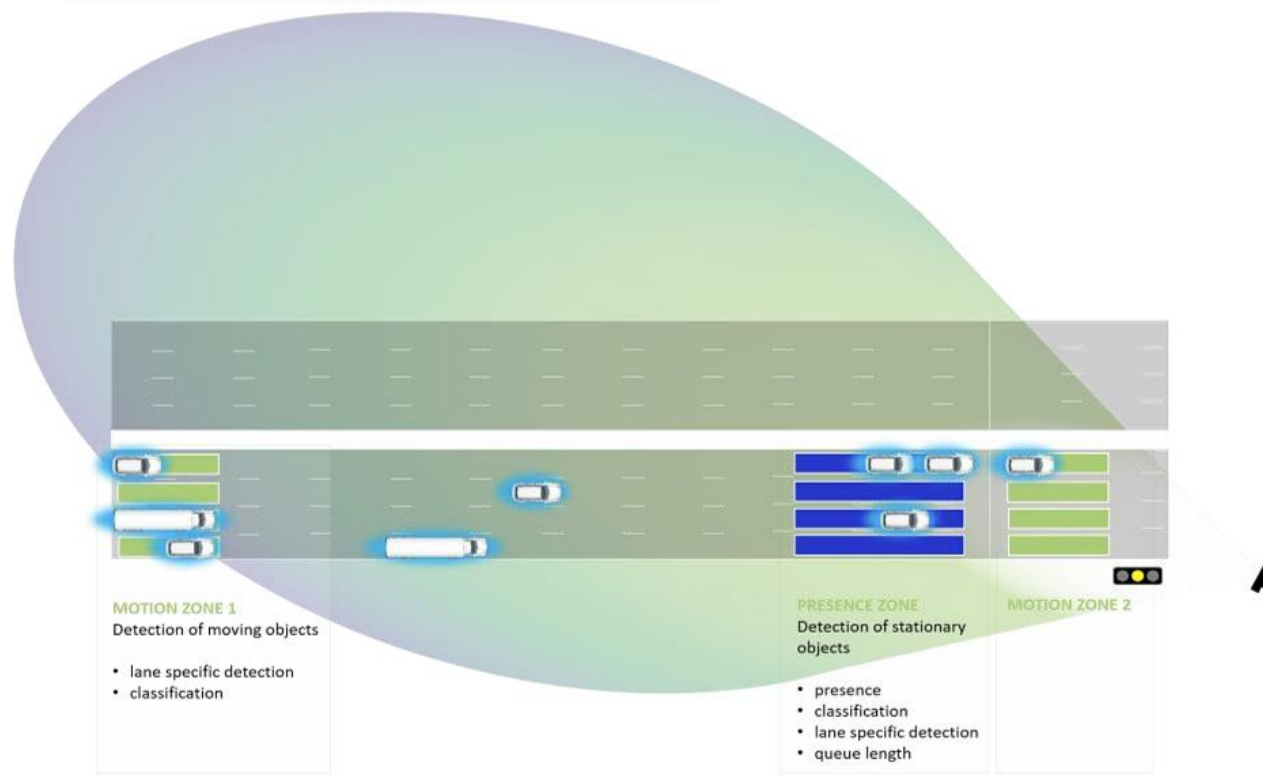 MOTION ZONE 1
Detection of moving objects
• lane specific detection
• classification
PRESENCE ZONE
Detection of stationary
objects
• presence
• classification
• lane specific detection
• queue length
MOTION ZONE 2